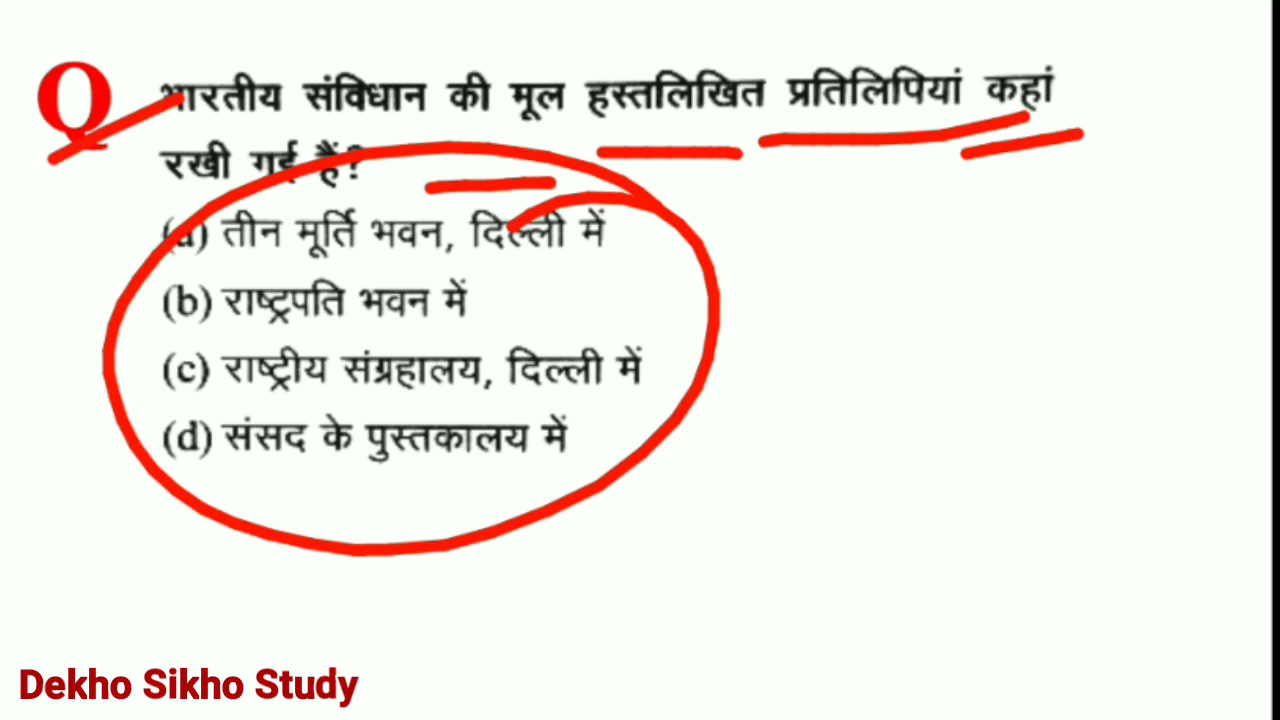 Q भारतीय संविधान की मूल हस्तलिखित प्रतिलिपियां कहां
रखी गई हैं?
(a) तीन मूर्ति भवन, दिल्ली में
(b) राष्ट्रपति भवन में
(c) राष्ट्रीय संग्रहालय, दिल्ली में
(d) संसद के पुस्तकालय में
Dekho Sikho Study